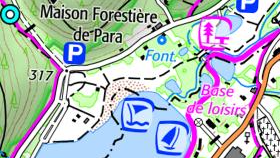 Maison Forestière
de Para
P
317
Font.
P
Base
de loisirs